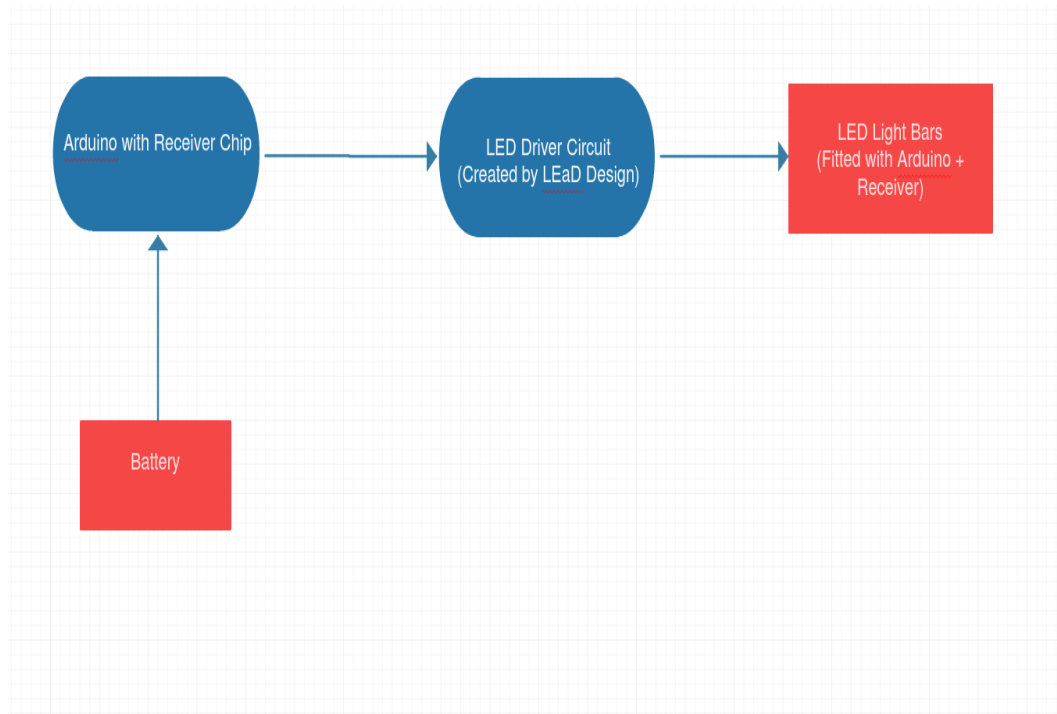 Arduino with Receiver Chip
LED Driver Circuit
(Created by LEaD Design)
LED Light Bars
(Fitted with Arduino +
Receiver)
Battery